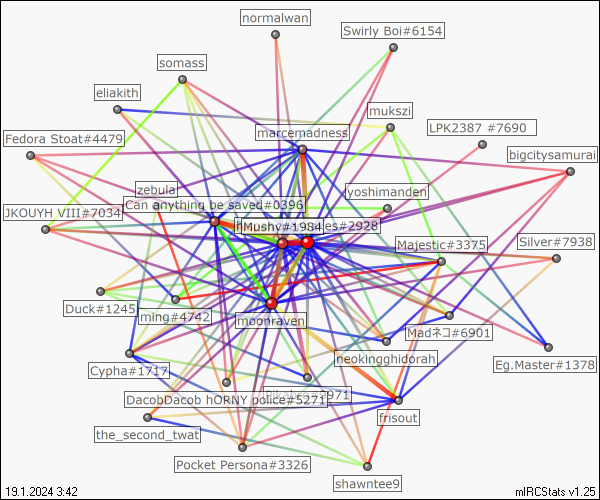 normalwan
Swirly Boi#6154
somass
eliakith
mukszi
LPK2387 #7690
marcemadness
Fedora Stoat#4479
bigcitysamurai
zebula
yoshimanden
Can anything be saved#0396
JKOUYH VIII#7034
Mushy#1984
es#2928
Majestic#3375
Silver#7938
Duck#1245
ming#4742
moonraven
Madネコ#6901
neokingghidorah
Eg.Master#1378
Cypha#1717
DacobDacob hORNY police#5271
971
frisout
the_second_twat
Pocket Persona#3326
shawntee9
19.1.2024 3:42
mIRCStats v1.25